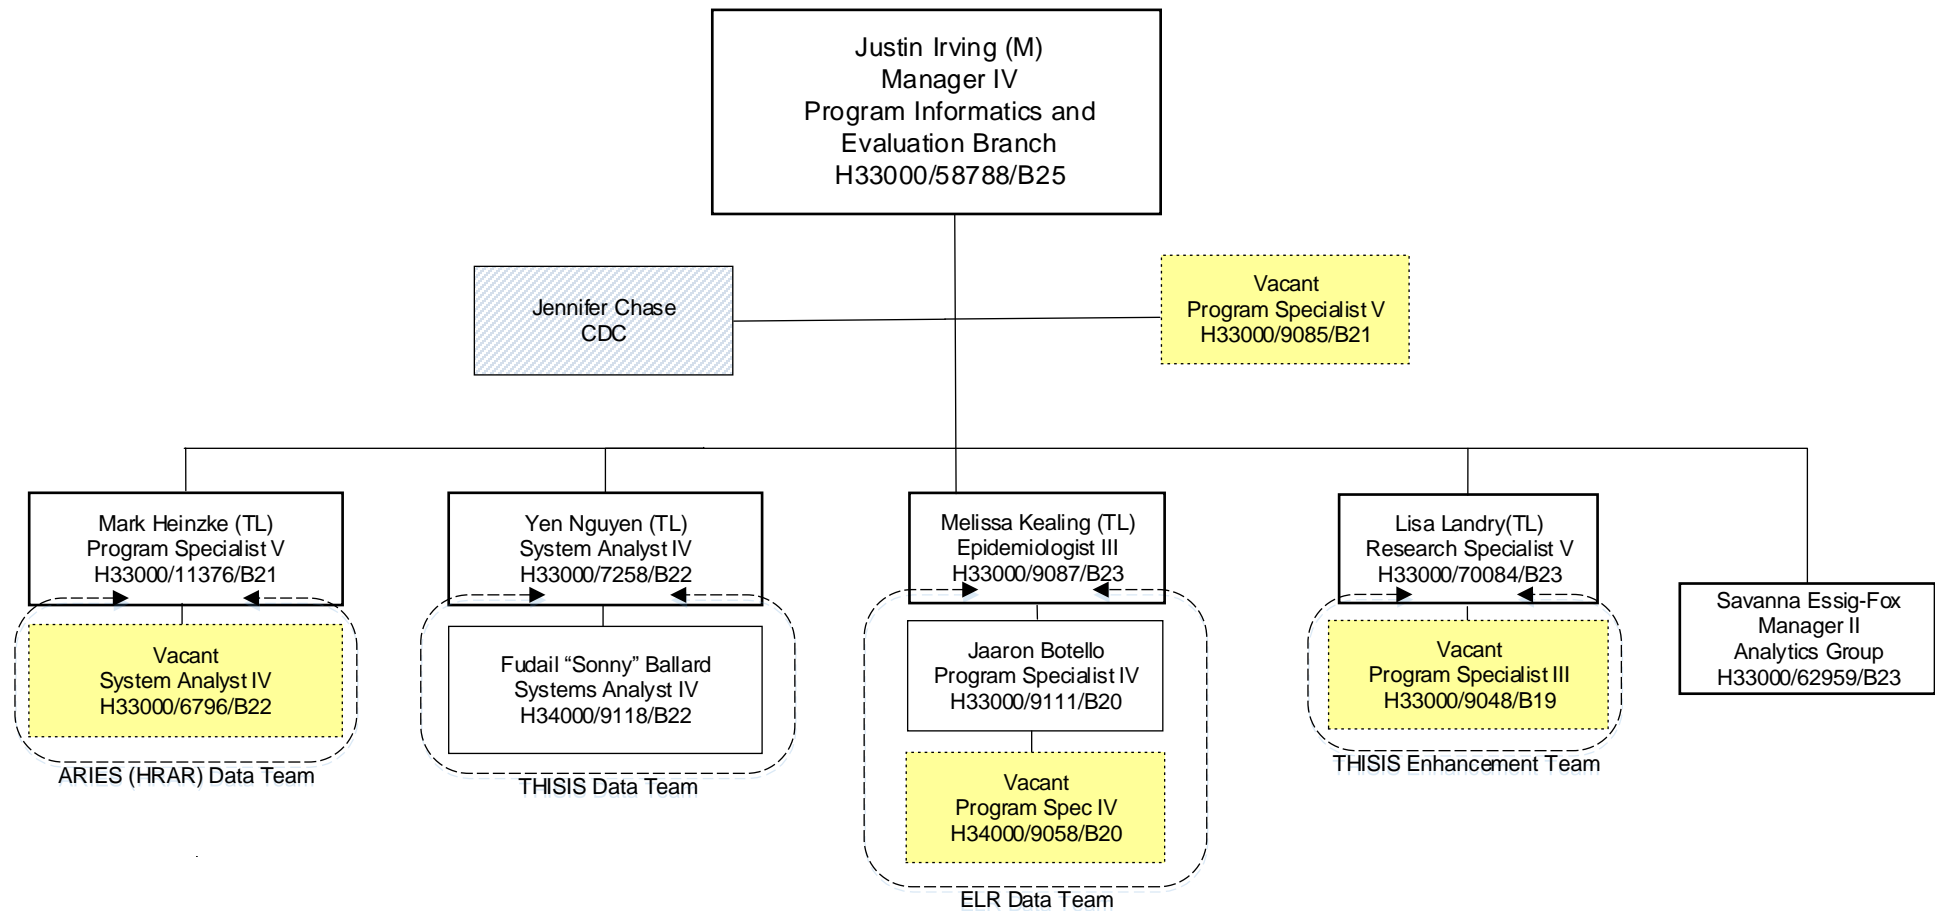 Justin Irving (M)
Manager IV
Program Informatics and
Evaluation Branch
H33000/58788/B25
Jennifer Chase
CDC
Vacant
Program Specialist V
H33000/9085/B21
Mark Heinzke (TL)
Program Specialist V
H33000/11376/B21
Vacant
System Analyst IV
H33000/6796/B22
ARIES (HRAR) Data Team
Yen Nguyen (TL)
System Analyst IV
H33000/7258/B22
Fudail “Sonny” Ballard
Systems Analyst IV
H34000/9118/B22
THISIS Data Team
Melissa Kealing (TL)
Epidemiologist III
H33000/9087/B23
Jaaron Botello
Program Specialist IV
H33000/9111/B20
Vacant
Program Spec IV
H34000/9058/B20
ELR Data Team
Lisa Landry(TL)
Research Specialist V
H33000/70084/B23
Vacant
Program Specialist III
H33000/9048/B19
THISIS Enhancement Team
Savanna Essig-Fox
Manager II
Analytics Group
H33000/62959/B23